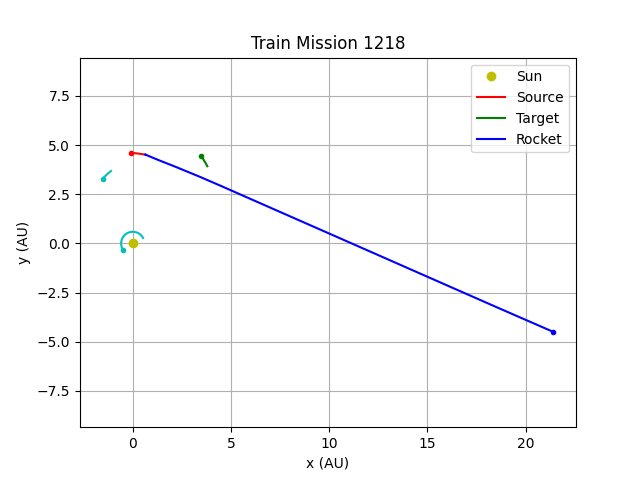 Train Mission 1218
Sun
Source
Target
Rocket
7.5
5.0
2.5
0.0
−2.5
−5.0
−7.5
y (AU)
0
5
10
15
20
x (AU)